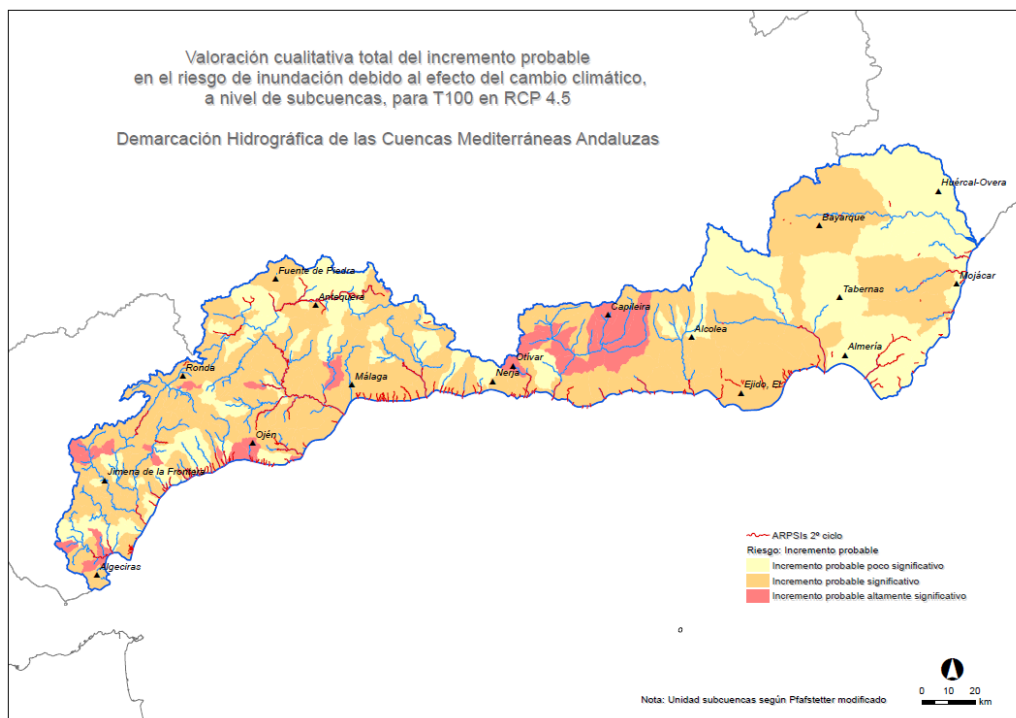 Valoración cualitativa total del incremento probable
en el riesgo de inundación debido al efecto del cambio climático,
a nivel de subcuencas, para T100 en RCP 4.5
Demarcación Hidrográfica de las Cuencas Mediterráneas Andaluzas
Huércal-Overa
Bayarque
Fuente de Piedra
Mojácar
Antequera
Tabernas
Capileira
Alcolea
Almería
Otívar
Ronda
Málaga
Nerja
Ejido, El
Ojén
Jimena de la Frontera
Algeciras
ARPSIs 2º ciclo
Riesgo: Incremento probable
Incremento probable poco significativo
Incremento probable significativo
Incremento probable altamente significativo
Nota: Unidad subcuencas según Pfafstetter modificado
0 10 20
km